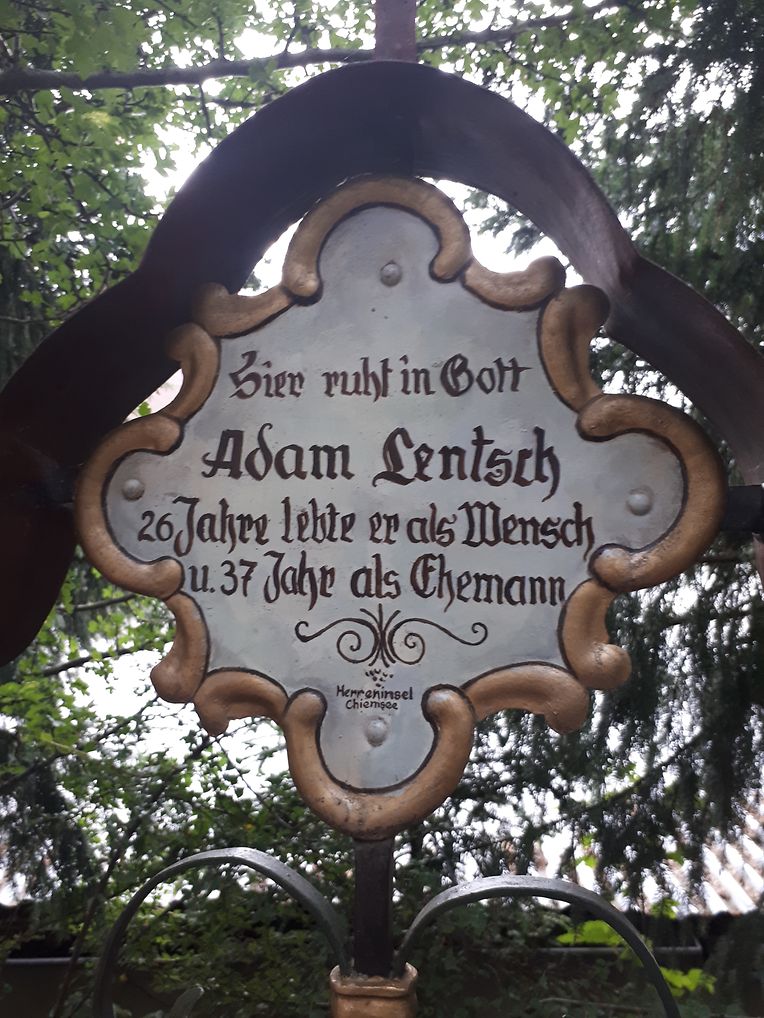 Hier ruht in Gott
Adam Lentsch
26 Jahre lebte er als Mensch
u. 37 Jahr als Ehemann
Herreninsel
Chiemsee